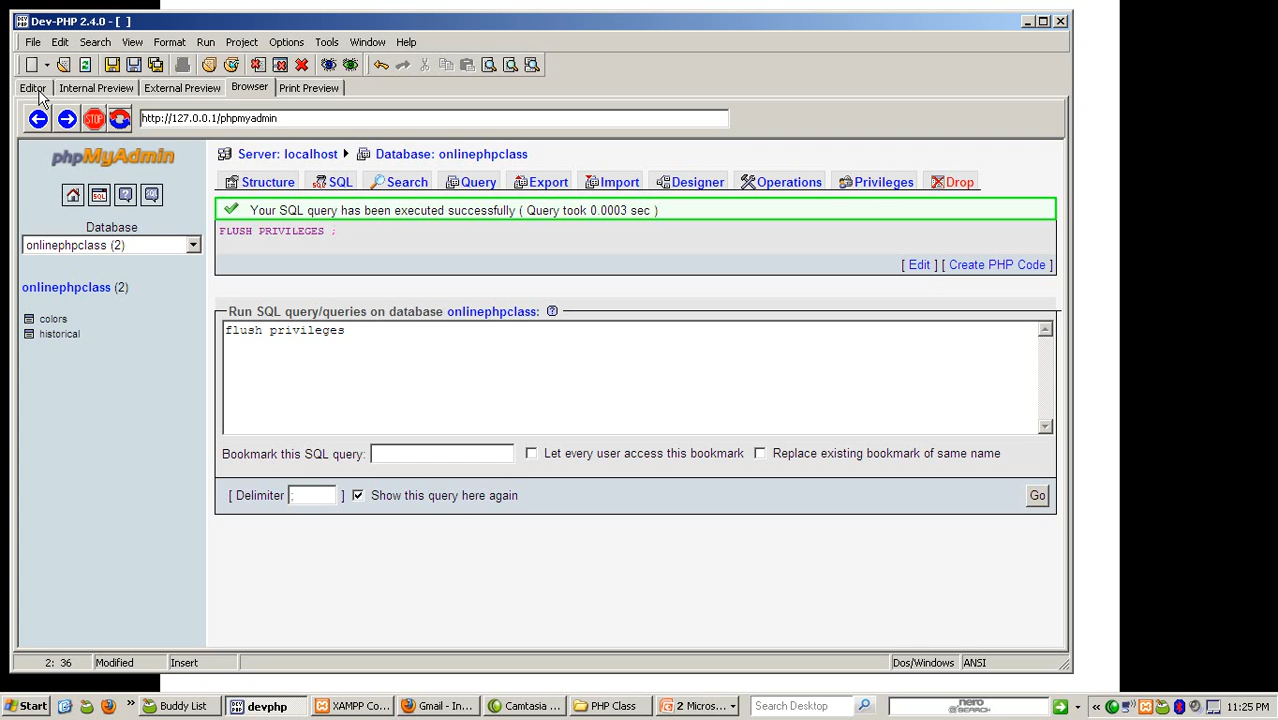 Dev-PHP 2.4.0 - [ ]
File Edit Search View Format Run Project Options Tools Window Help
Editor Internal Preview External Preview Browser Print Preview
STOP http://127.0.0.1/phpmyadmin
phpMyAdmin
SQL
Database
onlinephpclass (2)
onlinephpclass (2)
colors
historical
Server: localhost Database: onlinephpclass
Structure SQL Search Query Export Import Designer Operations Privileges Drop
Your SQL query has been executed successfully ( Query took 0.0003 sec )
FLUSH PRIVILEGES ;
[ Edit ] [ Create PHP Code ]
Run SQL query/queries on database onlinephpclass:
flush privileges
Bookmark this SQL query: Let every user access this bookmark Replace existing bookmark of same name
[ Delimiter ; ] Show this query here again Go
2: 36 Modified Insert Dos/Windows ANSI
Start » Buddy List devphp XAMPP Co... Gmail - I... Camtasia ... PHP Class 2 Micros... Search Desktop nero SEARCH « 11:25 PM